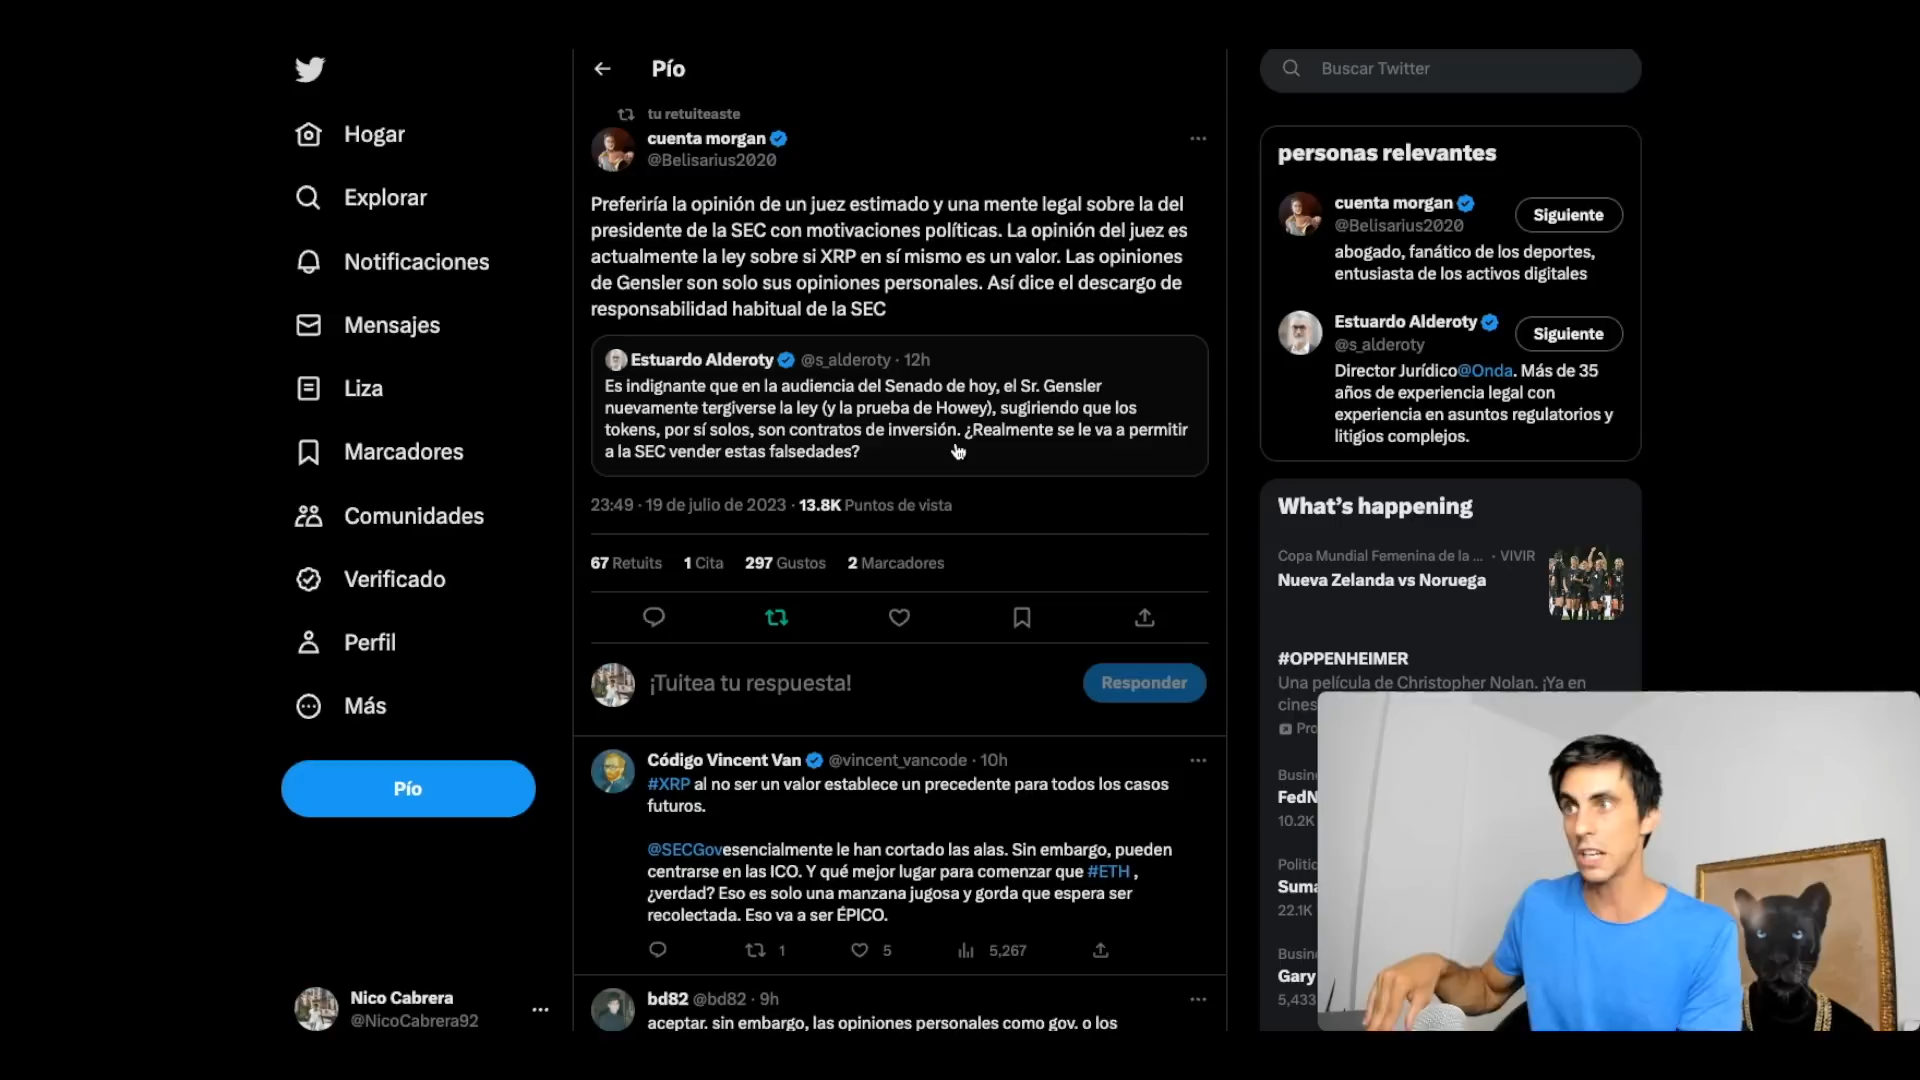 Pío
Buscar Twitter
tu retuiteaste
cuenta morgan
@Belisarius2020
Preferiría la opinión de un juez estimado y una mente legal sobre la del
presidente de la SEC con motivaciones políticas. La opinión del juez es
actualmente la ley sobre si XRP en sí mismo es un valor. Las opiniones
de Gensler son solo sus opiniones personales. Así dice el descargo de
responsabilidad habitual de la SEC
Estuardo Alderoty @s_alderoty · 12h
Es indignante que en la audiencia del Senado de hoy, el Sr. Gensler
nuevamente tergiverse la ley (y la prueba de Howey), sugiriendo que los
tokens, por sí solos, son contratos de inversión. ¿Realmente se le va a permitir
a la SEC vender estas falsedades?
23:49 · 19 de julio de 2023 · 13.8K Puntos de vista
67 Retuits 1 Cita 297 Gustos 2 Marcadores
¡Tuitea tu respuesta!
Responder
Código Vincent Van @vincent_vancode · 10h
#XRP al no ser un valor establece un precedente para todos los casos
futuros.
@SECGovesencialmente le han cortado las alas. Sin embargo, pueden
centrarse en las ICO. Y qué mejor lugar para comenzar que #ETH ,
¿verdad? Eso es solo una manzana jugosa y gorda que espera ser
recolectada. Eso va a ser ÉPICO.
1 5 5,267
bd82 @bd82 · 9h
aceptar. sin embargo, las opiniones personales como gov. o los
Hogar
Explorar
Notificaciones
Mensajes
Liza
Marcadores
Comunidades
Verificado
Perfil
Más
Pío
Nico Cabrera
@NicoCabrera92
personas relevantes
cuenta morgan
@Belisarius2020
Siguiente
abogado, fanático de los deportes,
entusiasta de los activos digitales
Estuardo Alderoty
@s_alderoty
Siguiente
Director Jurídico@Onda. Más de 35
años de experiencia legal con
experiencia en asuntos regulatorios y
litigios complejos.
What's happening
Copa Mundial Femenina de la ... · VIVIR
Nueva Zelanda vs Noruega
#OPPENHEIMER
Una película de Christopher Nolan. ¡Ya en
cines
Pro
Busin
FedN
10.2K
Politic
Suma
22.1K
Busin
Gary
5,433